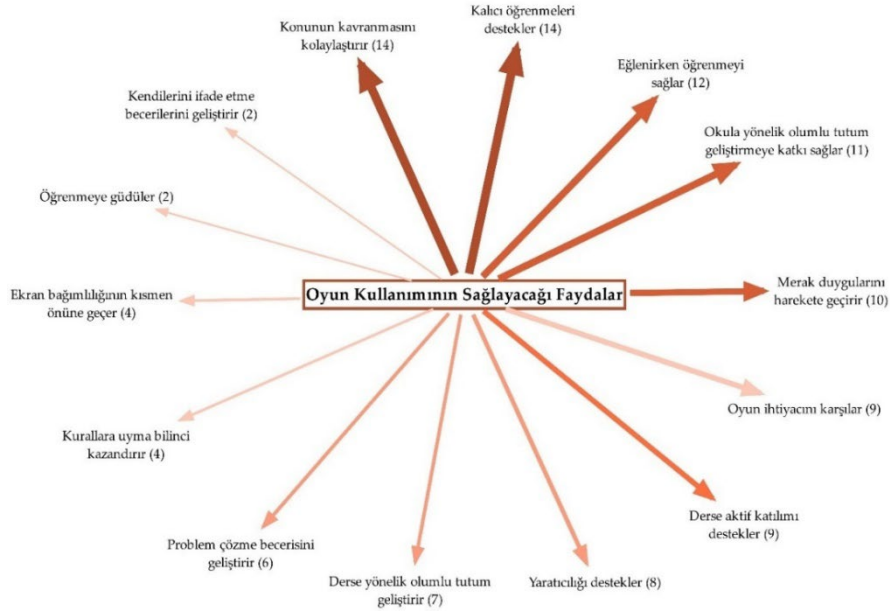 Konunun kavranmasını
kolaylaştırır (14)
Kalıcı öğrenmeleri
destekler (14)
Eğlenirken öğrenmeyi
sağlar (12)
Okula yönelik olumlu tutum
geliştirmeye katkı sağlar (11)
Merak duygularını
harekete geçirir (10)
Oyun ihtiyacını karşılar (9)
Derse aktif katılımı
destekler (9)
Yaratıcılığı destekler (8)
Derse yönelik olumlu tutum
geliştirir (7)
Problem çözme becerisini
geliştirir (6)
Kurallara uyma bilinci
kazandırır (4)
Ekran bağımlılığının kısmen
önüne geçer (4)
Öğrenmeye güdüler (2)
Kendilerini ifade etme
becerilerini geliştirir (2)
Oyun Kullanımının Sağlayacağı Faydalar